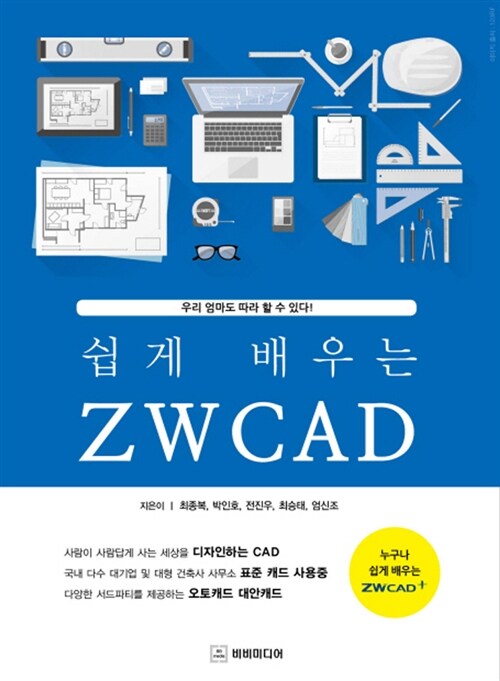 우리 엄마도 따라 할 수 있다!
쉽게 배우는
ZWCAD
지은이 | 최종복, 박인호, 전진우, 최승태, 엄신조
사람이 사람답게 사는 세상을 디자인하는 CAD
국내 다수 대기업 및 대형 건축사 사무소 표준 캐드 사용중
다양한 서드파티를 제공하는 오토캐드 대안캐드
누구나
쉽게 배우는
ZWCAD+
비비미디어